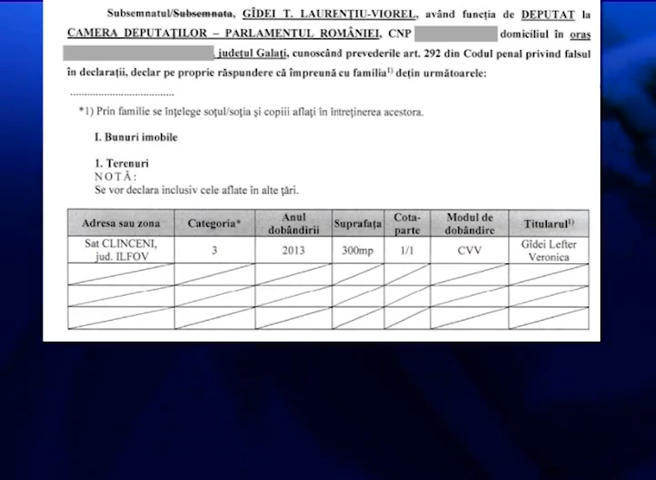 Subsemnatul/Subsemnata, GÎDEI T. LAURENȚIU-VIOREL, având funcția de DEPUTAT la
CAMERA DEPUTAȚILOR – PARLAMENTUL ROMÂNIEI, CNP domiciliul în oraș
, județul Galați, cunoscând prevederile art. 292 din Codul penal privind falsul
în declarații, declar pe proprie răspundere că împreună cu familia1) dețin următoarele:
..................................
*1) Prin familie se înțelege soțul/soția și copiii aflați în întreținerea acestora.
I. Bunuri imobile
1. Terenuri
NOTĂ:
Se vor declara inclusiv cele aflate în alte țări.
Adresa sau zona Categoria* Anul dobândirii Suprafața Cota-parte Modul de dobândire Titularul1)
Sat CLINCENI, jud. ILFOV 3 2013 300mp 1/1 CVV Gîdei Lefter Veronica